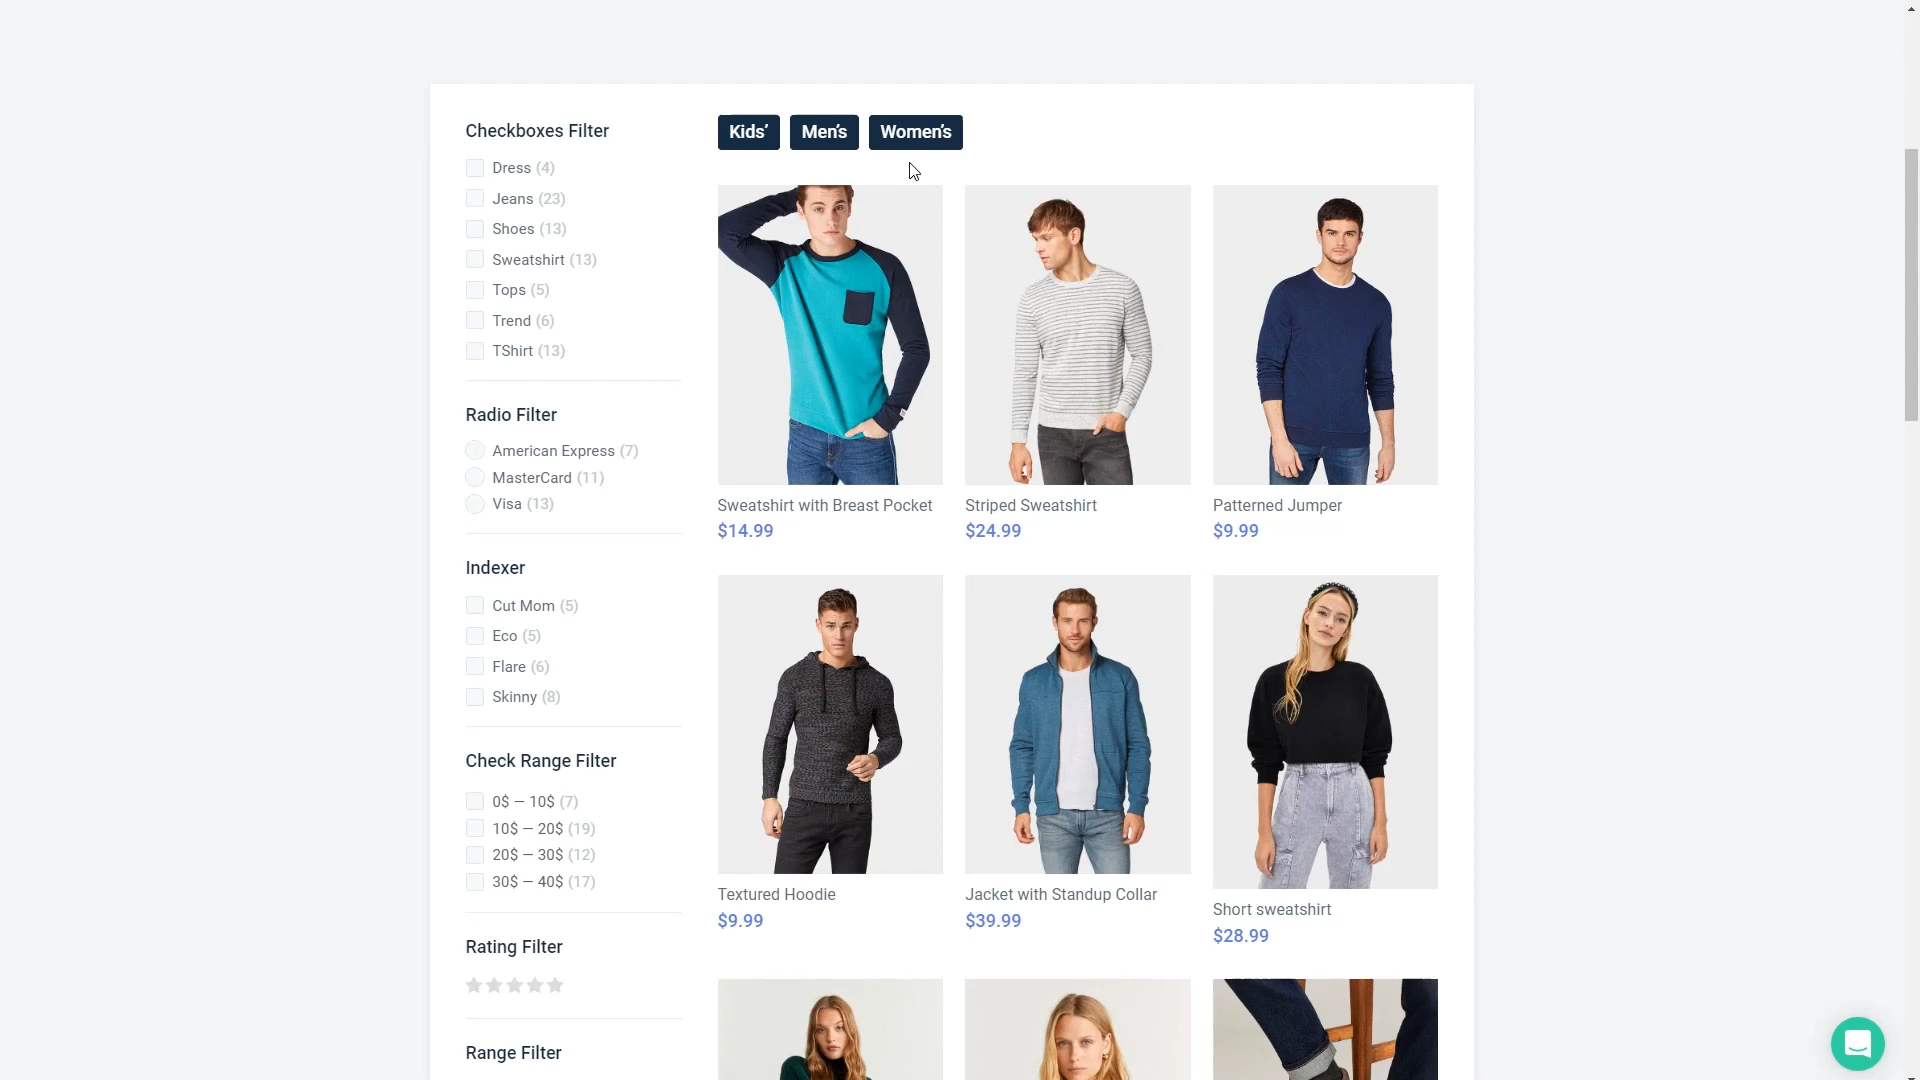 Checkboxes Filter
Dress (4)
Jeans (23)
Shoes (13)
Sweatshirt (13)
Tops (5)
Trend (6)
TShirt (13)
Radio Filter
American Express (7)
MasterCard (11)
Visa (13)
Indexer
Cut Mom (5)
Eco (5)
Flare (6)
Skinny (8)
Check Range Filter
0$ — 10$ (7)
10$ — 20$ (19)
20$ — 30$ (12)
30$ — 40$ (17)
Rating Filter
Range Filter
Kids’ Men’s Women’s
Sweatshirt with Breast Pocket
$14.99
Striped Sweatshirt
$24.99
Patterned Jumper
$9.99
Textured Hoodie
$9.99
Jacket with Standup Collar
$39.99
Short sweatshirt
$28.99